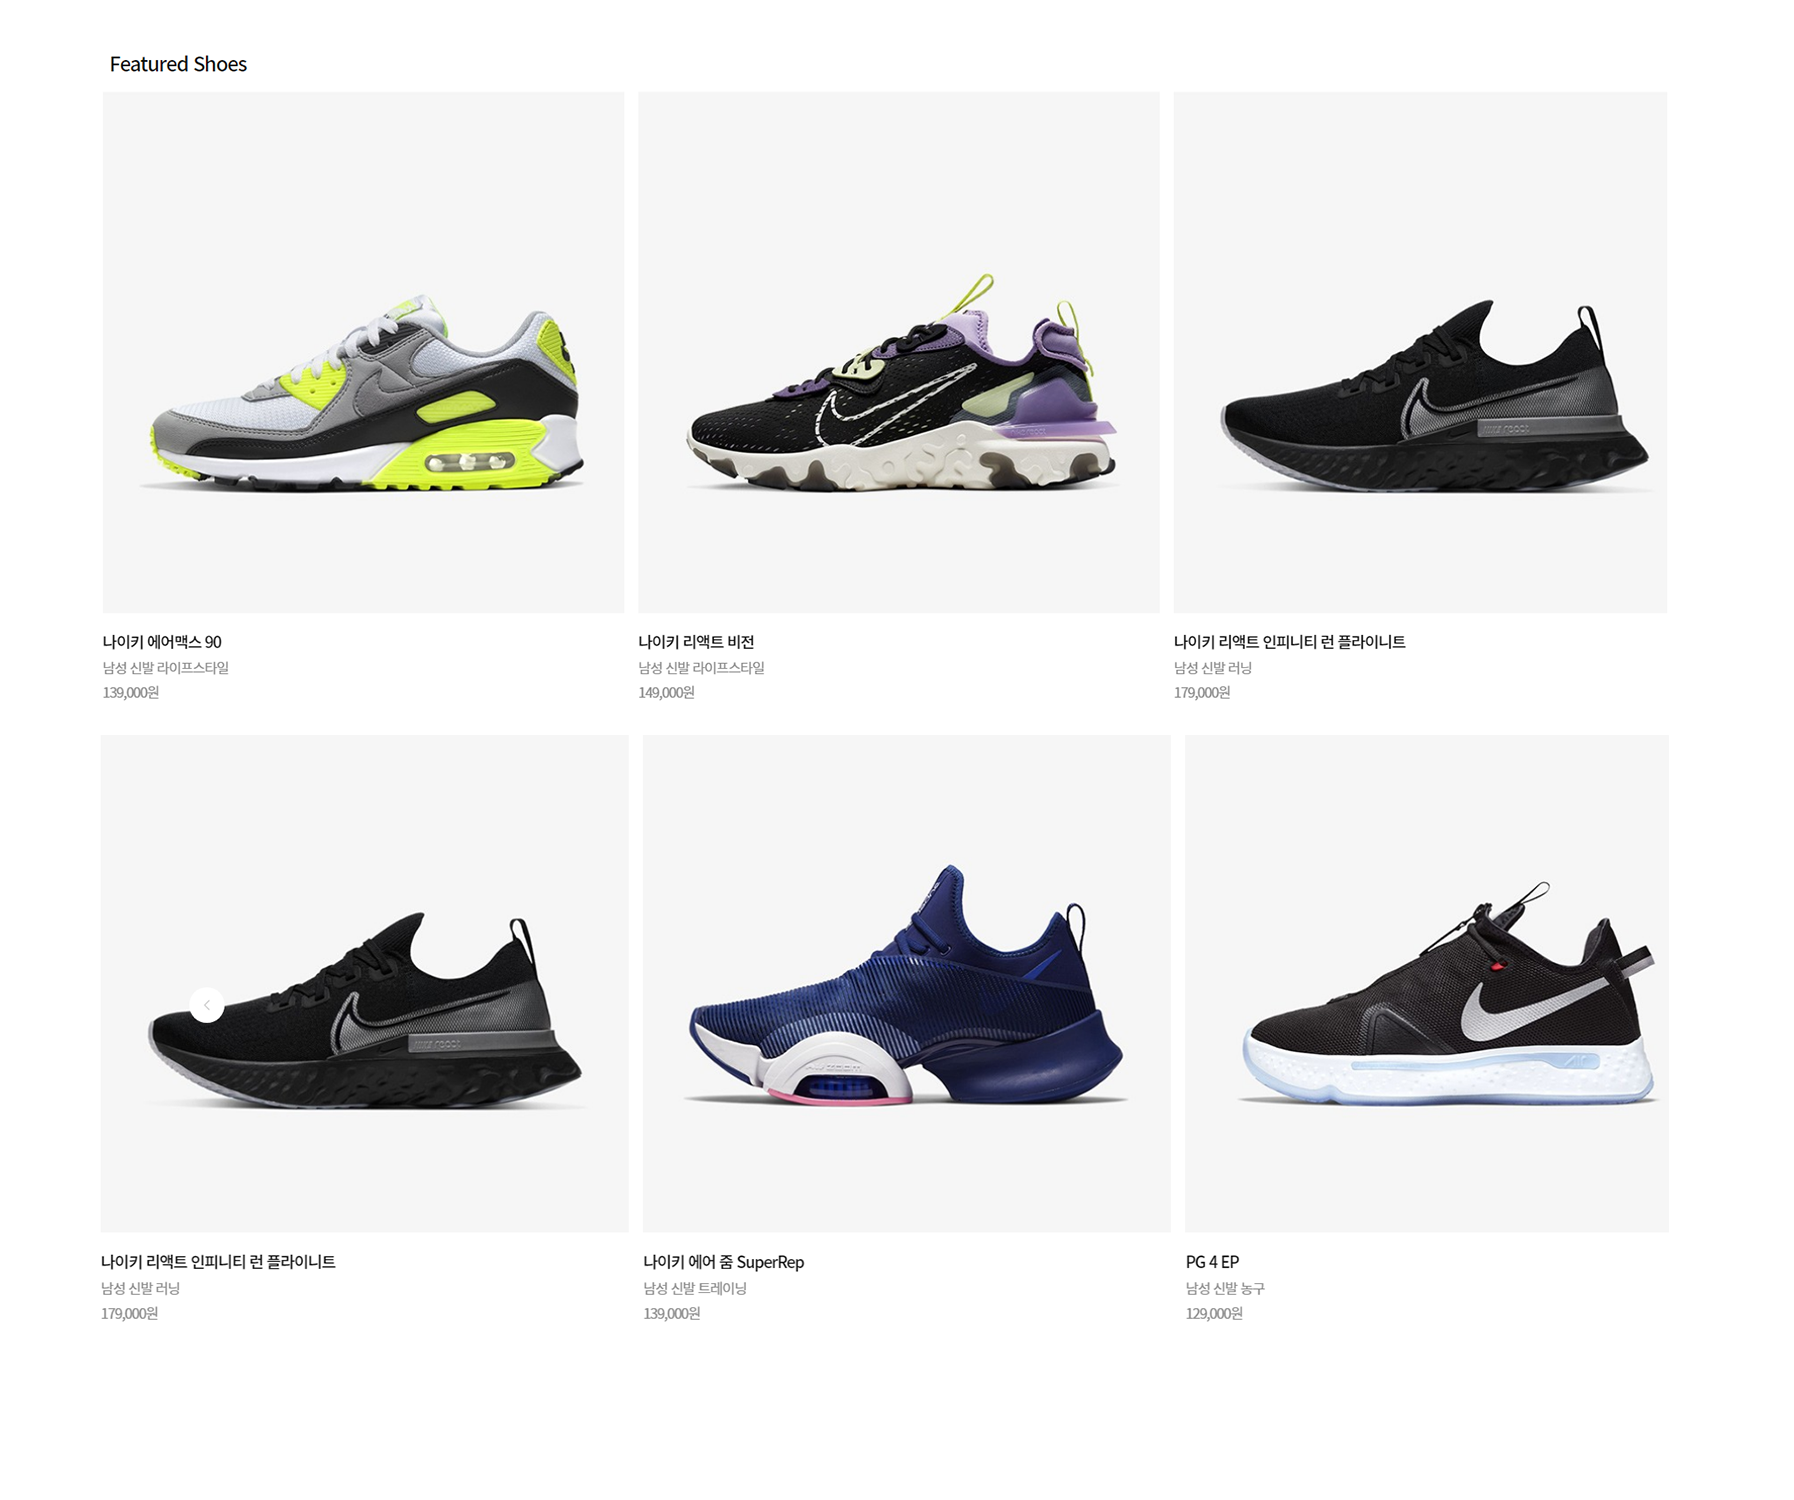 Featured Shoes
나이키 에어맥스 90
남성 신발 라이프스타일
139,000원
나이키 리액트 비전
남성 신발 라이프스타일
149,000원
나이키 리액트 인피니티 런 플라이니트
남성 신발 러닝
179,000원
나이키 리액트 인피니티 런 플라이니트
남성 신발 러닝
179,000원
나이키 에어 줌 SuperRep
남성 신발 트레이닝
139,000원
PG 4 EP
남성 신발 농구
129,000원